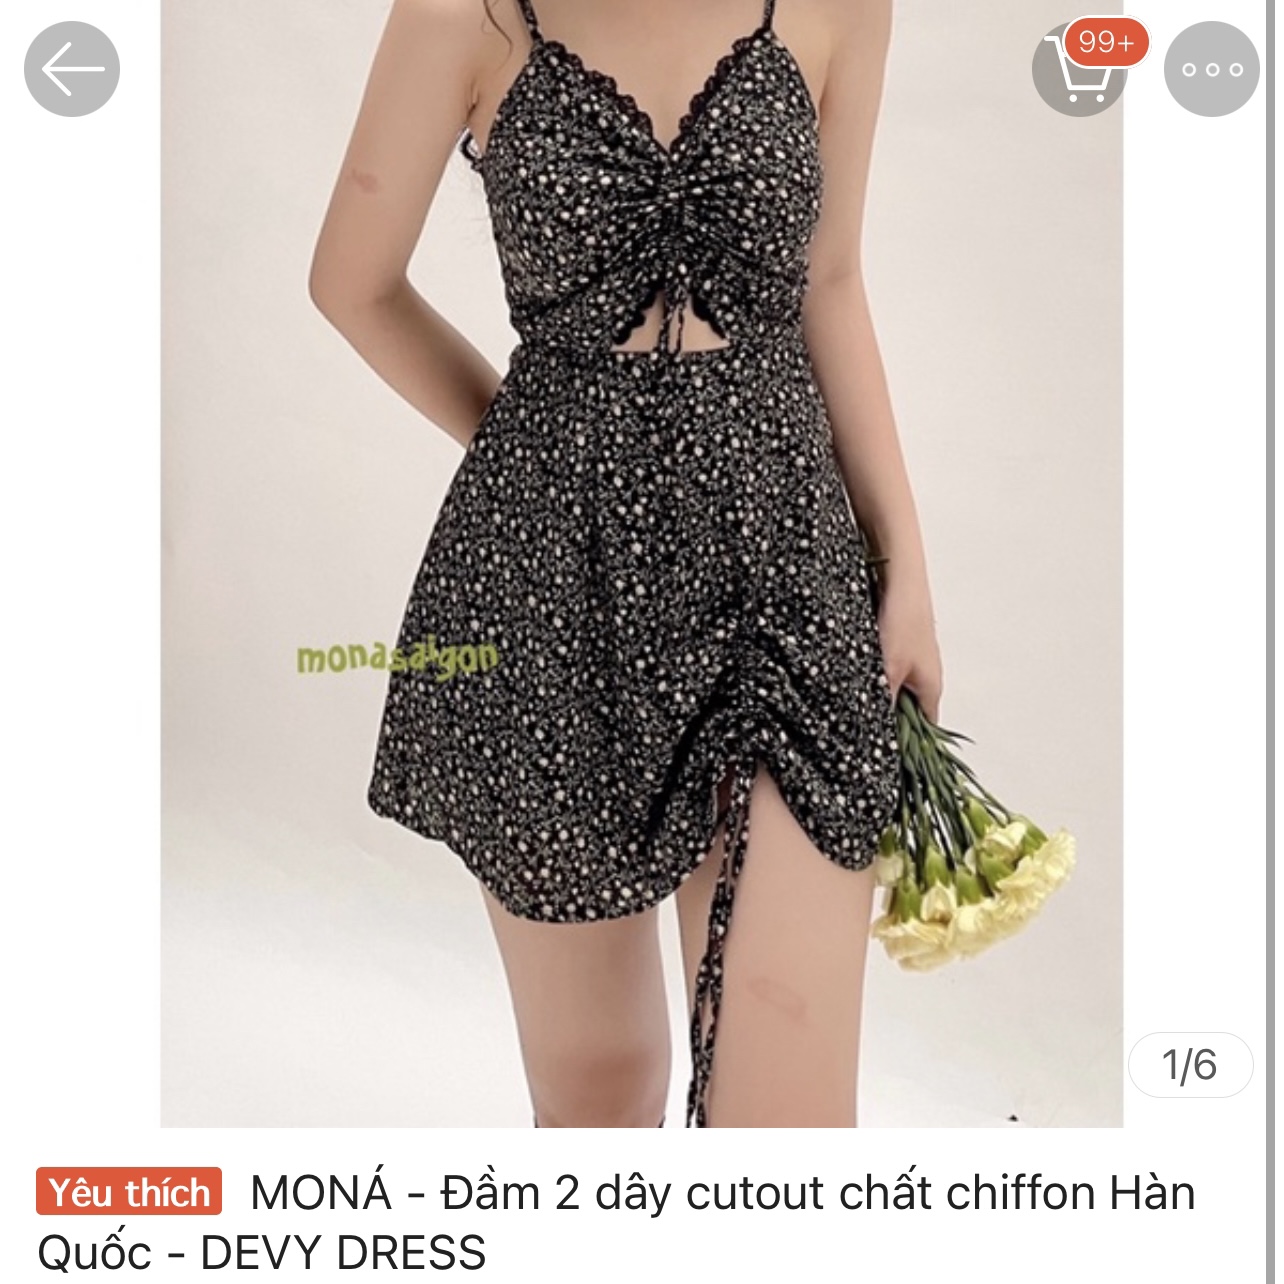 99+
monasaigon
1/6
Yêu thích MONÁ - Đầm 2 dây cutout chất chiffon Hàn
Quốc - DEVY DRESS